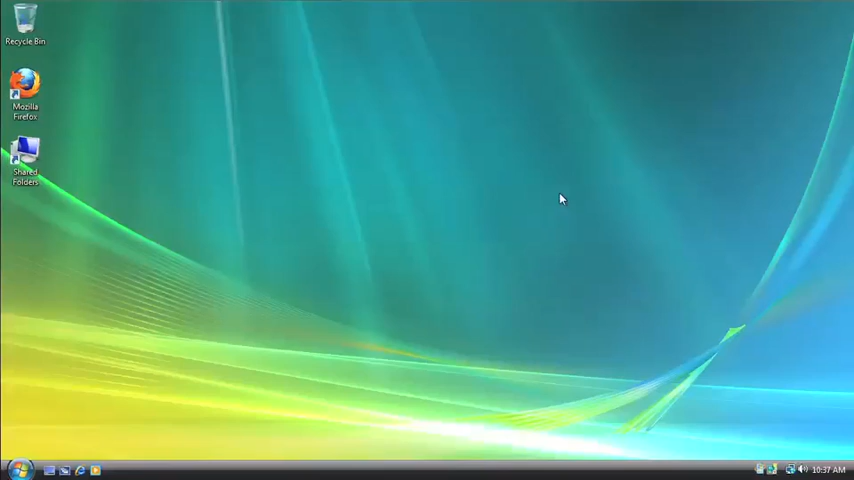 Recycle Bin
Mozilla
Firefox
Shared
Folders
10:37 AM